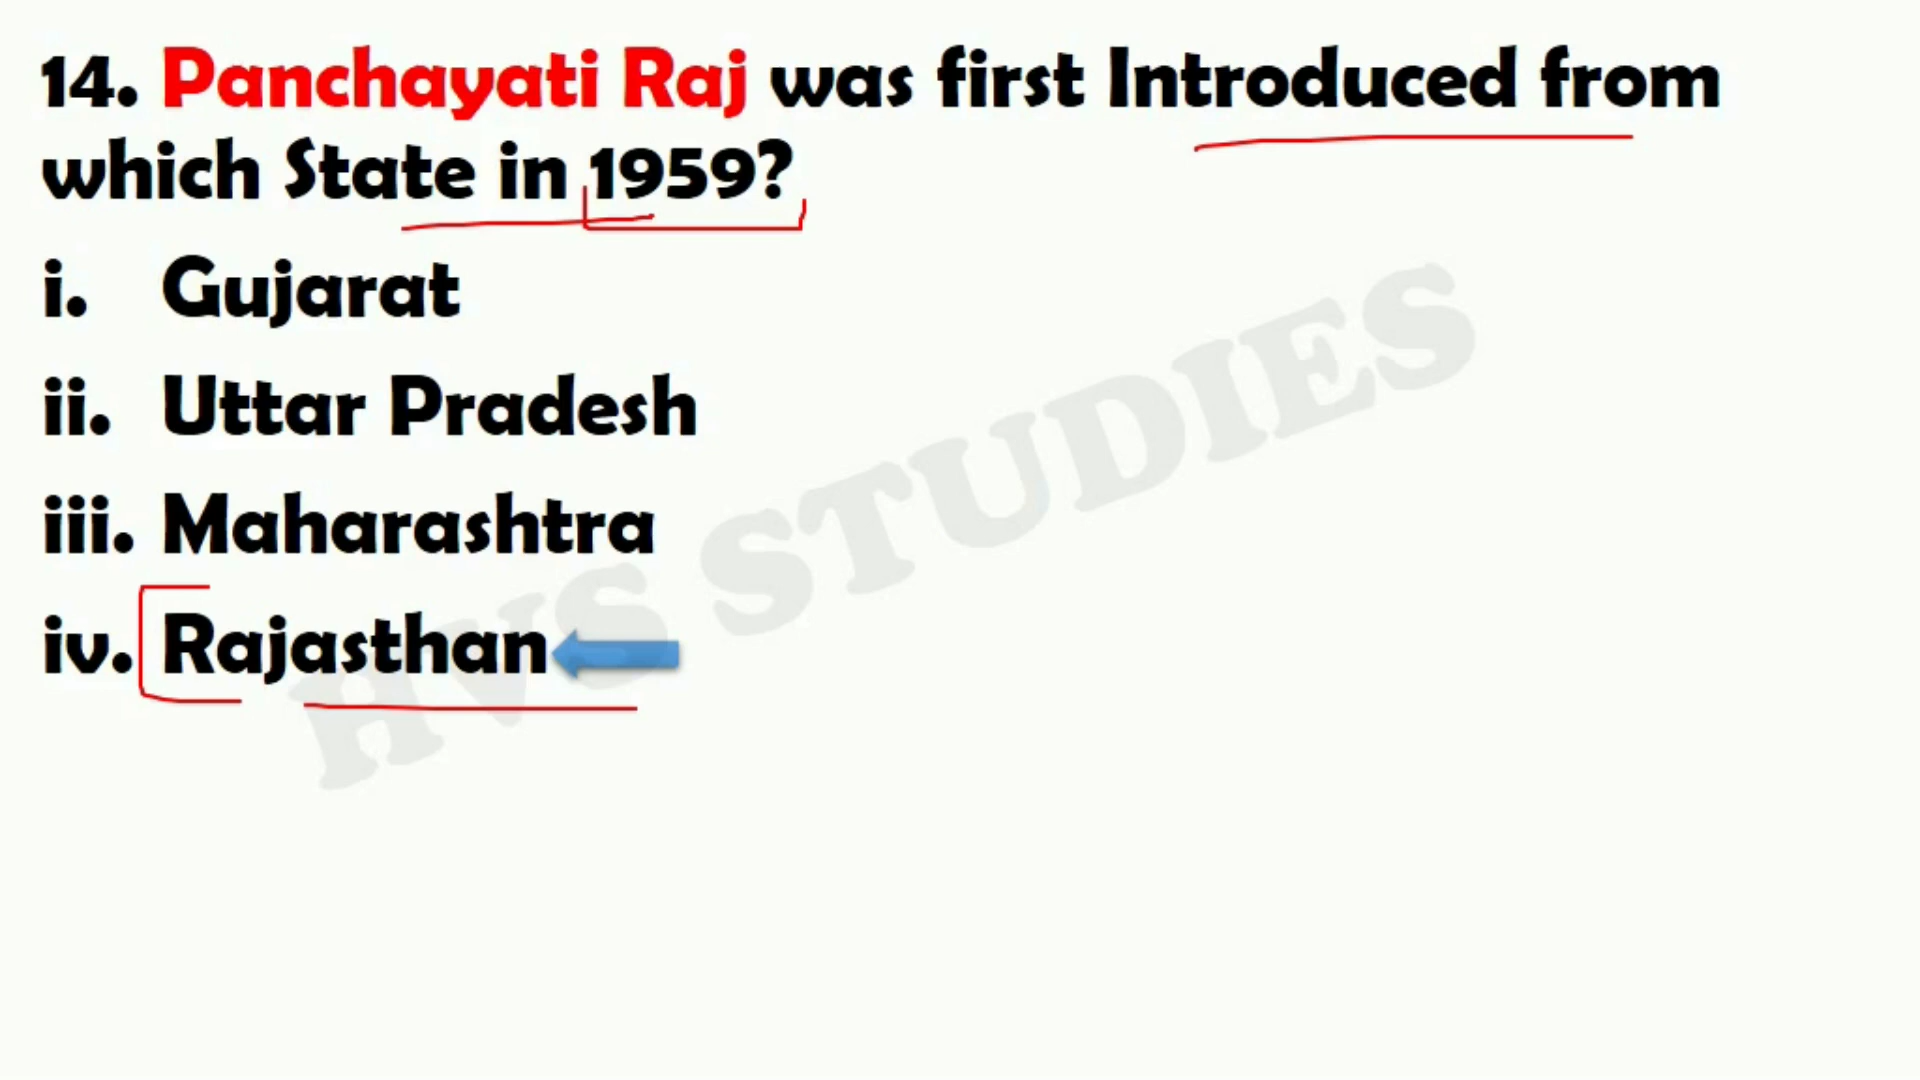 14. Panchayati Raj was first Introduced from
which State in 1959?
i. Gujarat
ii. Uttar Pradesh
iii. Maharashtra
iv. Rajasthan
HVS STUDIES